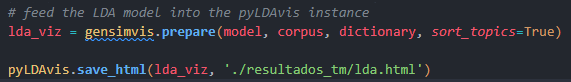 # feed the LDA model into the pyLDAvis instance
lda_viz = gensimvis.prepare(model, corpus, dictionary, sort_topics=True)
pyLDAvis.save_html(lda_viz, './resultados_tm/lda.html')